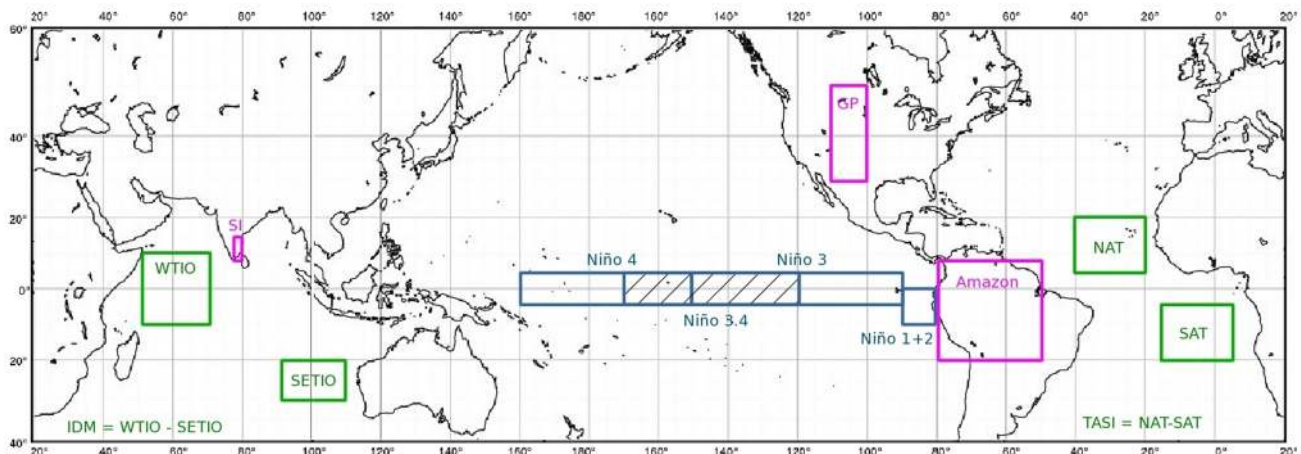 20° 40° 60° 80° 100° 120° 140° 160° 180° 160° 140° 120° 100° 80° 60° 40° 20° 0° 20°
60°
40°
GP
20°
SI
NAT
WTIO
Niño 4
Niño 3
Amazon
0°
Niño 3.4
Niño 1+2
SAT
20°
SETIO
IDM = WTIO - SETIO
TASI = NAT-SAT
40°
20° 40° 60° 80° 100° 120° 140° 160° 180° 160° 140° 120° 100° 80° 60° 40° 20° 0° 20°